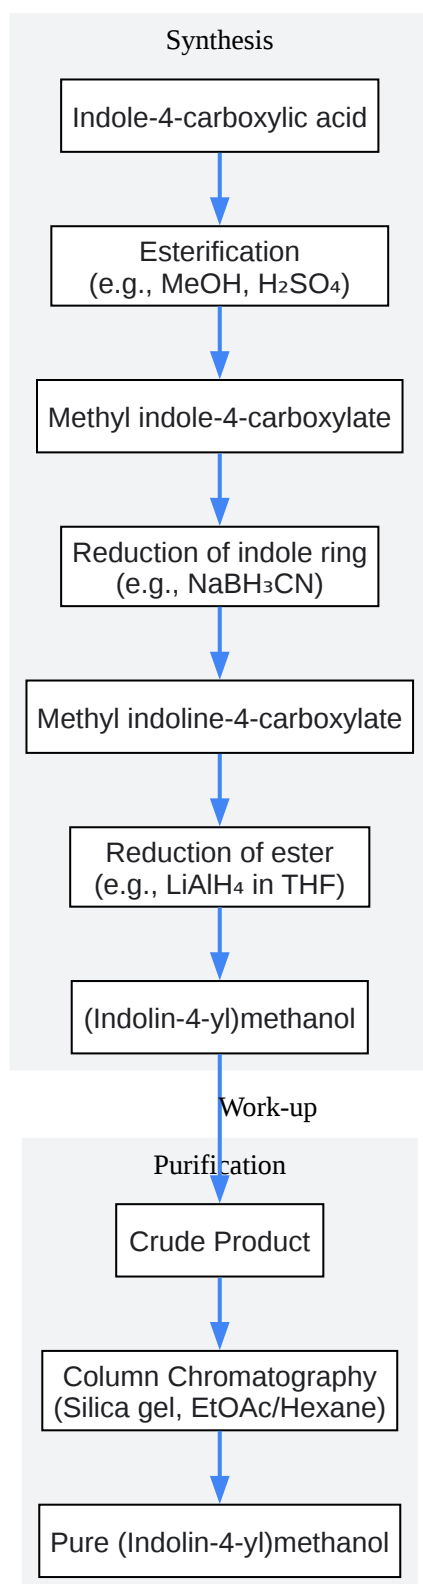 Synthesis
Indole-4-carboxylic acid
Esterification
(e.g., MeOH, H₂SO₄)
Methyl indole-4-carboxylate
Reduction of indole ring
(e.g., NaBH₃CN)
Methyl indoline-4-carboxylate
Reduction of ester
(e.g., LiAlH₄ in THF)
(Indolin-4-yl)methanol
Work-up
Purification
Crude Product
Column Chromatography
(Silica gel, EtOAc/Hexane)
Pure (Indolin-4-yl)methanol